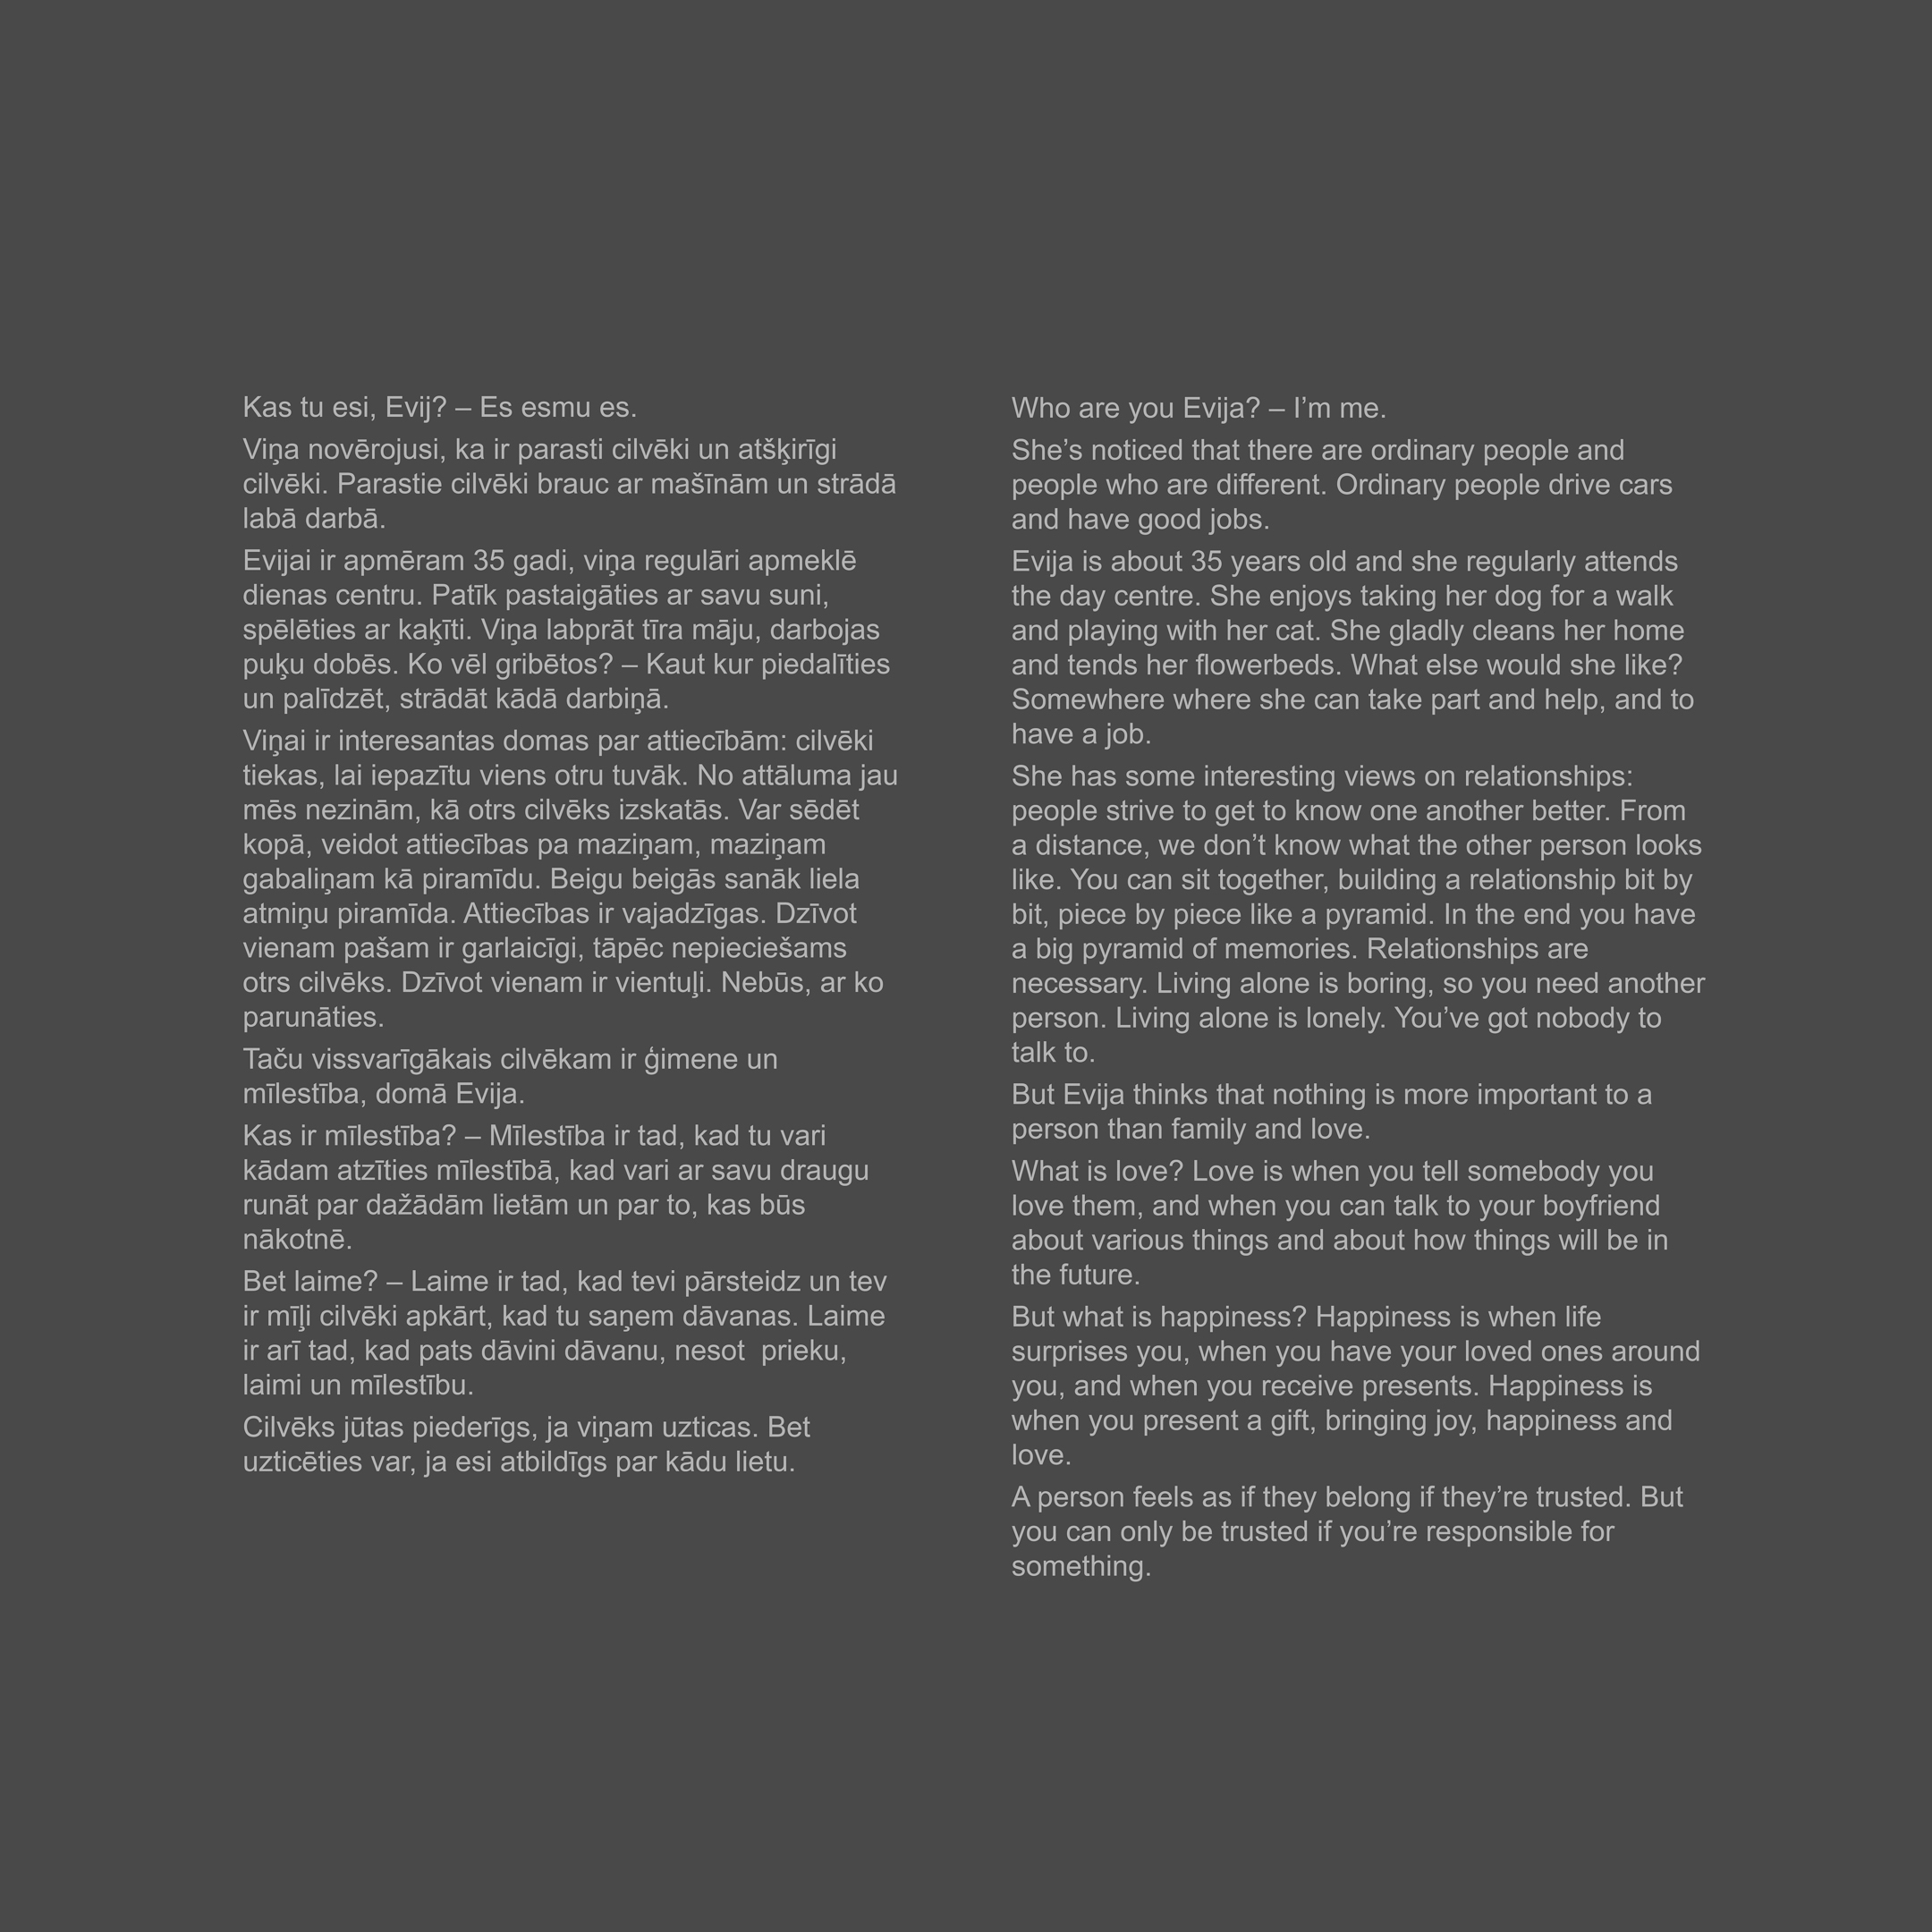 Kas tu esi, Evij? – Es esmu es.
Viņa novērojusi, ka ir parasti cilvēki un atšķirīgi
cilvēki. Parastie cilvēki brauc ar mašīnām un strādā
labā darbā.
Evijai ir apmēram 35 gadi, viņa regulāri apmeklē
dienas centru. Patīk pastaigāties ar savu suni,
spēlēties ar kaķīti. Viņa labprāt tīra māju, darbojas
puķu dobēs. Ko vēl gribētos? – Kaut kur piedalīties
un palīdzēt, strādāt kādā darbiņā.
Viņai ir interesantas domas par attiecībām: cilvēki
tiekas, lai iepazītu viens otru tuvāk. No attāluma jau
mēs nezinām, kā otrs cilvēks izskatās. Var sēdēt
kopā, veidot attiecības pa maziņam, maziņam
gabaliņam kā piramīdu. Beigu beigās sanāk liela
atmiņu piramīda. Attiecības ir vajadzīgas. Dzīvot
vienam pašam ir garlaicīgi, tāpēc nepieciešams
otrs cilvēks. Dzīvot vienam ir vientuļi. Nebūs, ar ko
parunāties.
Taču vissvarīgākais cilvēkam ir ģimene un
mīlestība, domā Evija.
Kas ir mīlestība? – Mīlestība ir tad, kad tu vari
kādam atzīties mīlestībā, kad vari ar savu draugu
runāt par dažādām lietām un par to, kas būs
nākotnē.
Bet laime? – Laime ir tad, kad tevi pārsteidz un tev
ir mīļi cilvēki apkārt, kad tu saņem dāvanas. Laime
ir arī tad, kad pats dāvini dāvanu, nesot  prieku,
laimi un mīlestību.
Cilvēks jūtas piederīgs, ja viņam uzticas. Bet
uzticēties var, ja esi atbildīgs par kādu lietu.
Who are you Evija? – I’m me.
She’s noticed that there are ordinary people and
people who are different. Ordinary people drive cars
and have good jobs.
Evija is about 35 years old and she regularly attends
the day centre. She enjoys taking her dog for a walk
and playing with her cat. She gladly cleans her home
and tends her flowerbeds. What else would she like?
Somewhere where she can take part and help, and to
have a job.
She has some interesting views on relationships:
people strive to get to know one another better. From
a distance, we don’t know what the other person looks
like. You can sit together, building a relationship bit by
bit, piece by piece like a pyramid. In the end you have
a big pyramid of memories. Relationships are
necessary. Living alone is boring, so you need another
person. Living alone is lonely. You’ve got nobody to
talk to.
But Evija thinks that nothing is more important to a
person than family and love.
What is love? Love is when you tell somebody you
love them, and when you can talk to your boyfriend
about various things and about how things will be in
the future.
But what is happiness? Happiness is when life
surprises you, when you have your loved ones around
you, and when you receive presents. Happiness is
when you present a gift, bringing joy, happiness and
love.
A person feels as if they belong if they’re trusted. But
you can only be trusted if you’re responsible for
something.